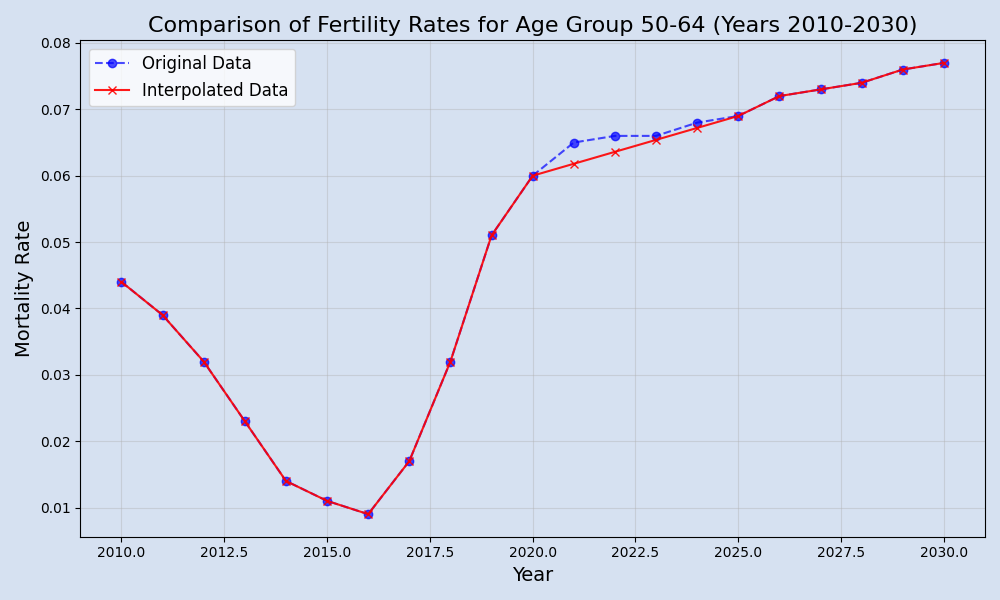 Comparison of Fertility Rates for Age Group 50-64 (Years 2010-2030)
Original Data
Interpolated Data
Mortality Rate
0.08
0.07
0.06
0.05
0.04
0.03
0.02
0.01
2010.0 2012.5 2015.0 2017.5 2020.0 2022.5 2025.0 2027.5 2030.0
Year